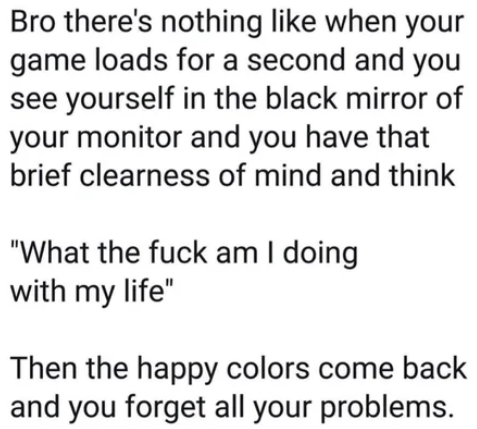 Bro there's nothing like when your
game loads for a second and you
see yourself in the black mirror of
your monitor and you have that
brief clearness of mind and think
"What the fuck am I doing
with my life"
Then the happy colors come back
and you forget all your problems.